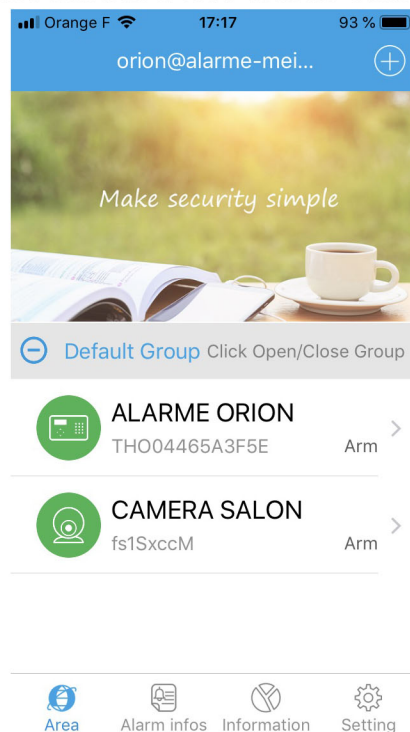 Orange F 17:17 93 %
orion@alarme-mei...
Make security simple
Default Group Click Open/Close Group
ALARME ORION
THO04465A3F5E Arm
CAMERA SALON
fs1SxccM Arm
Area Alarm infos Information Setting